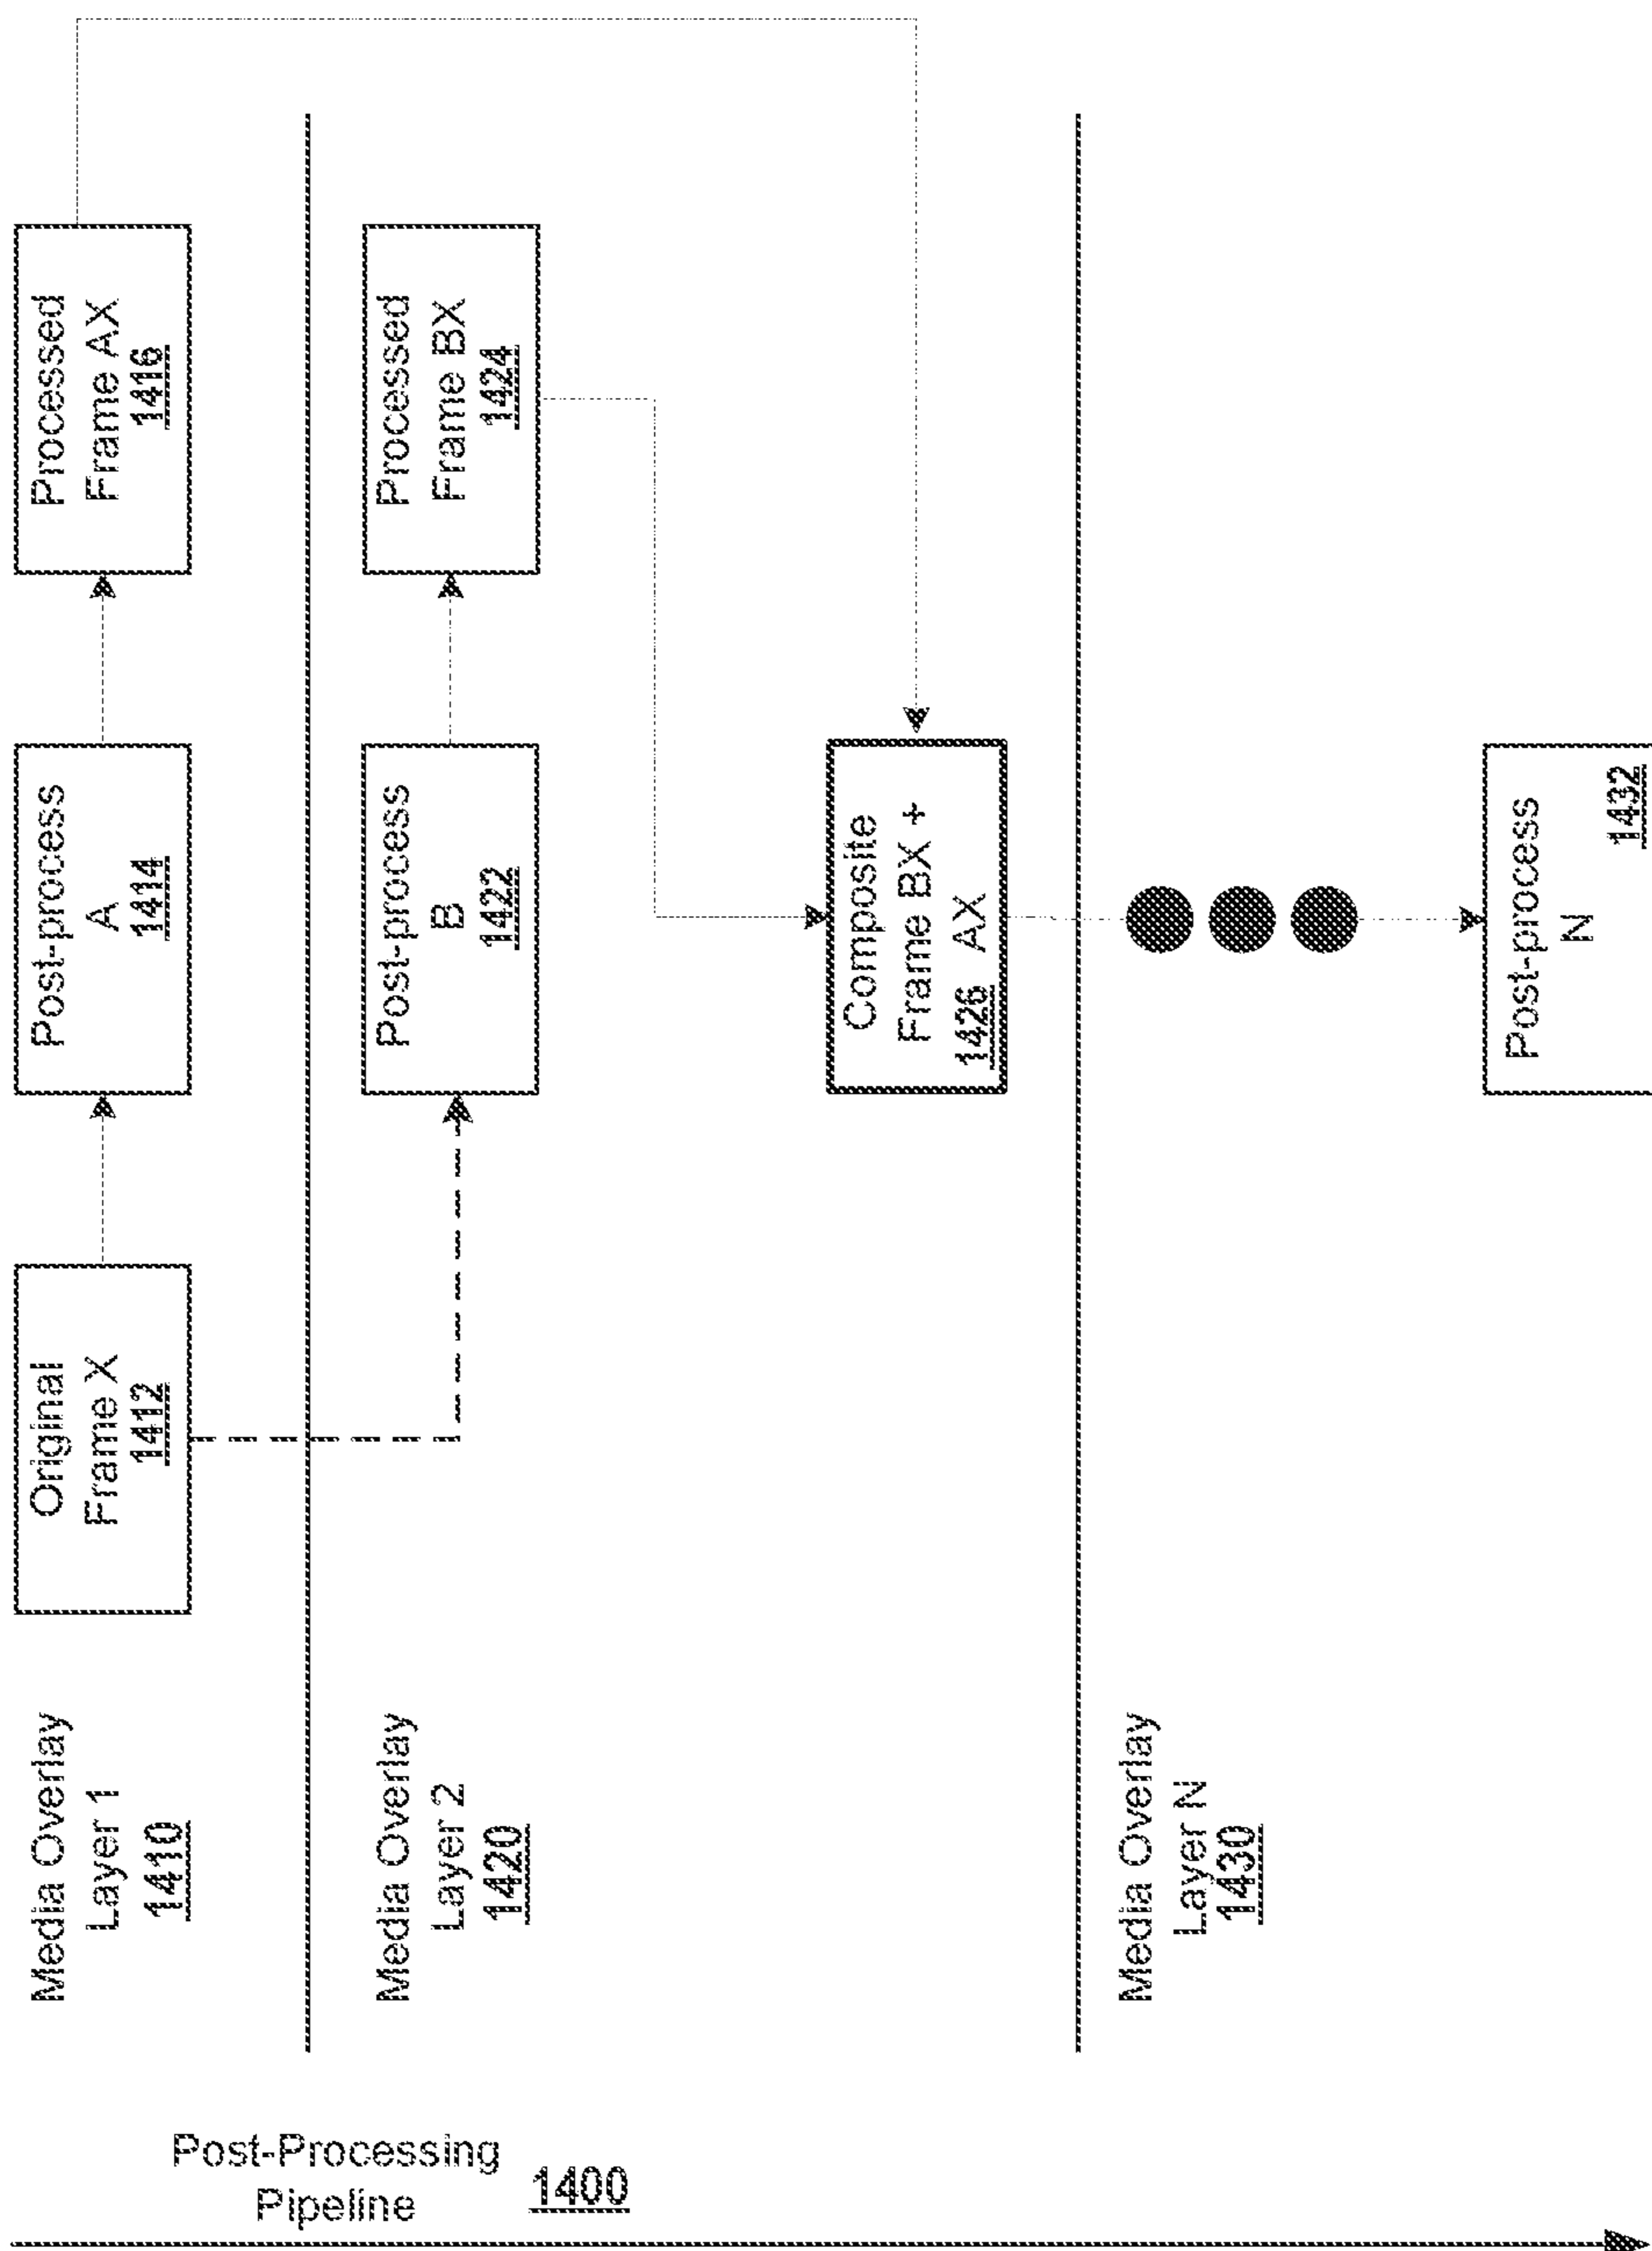 Post-Processing
Pipeline
1400
Media Overlay
Layer 1
1410
Original
Frame X
1412
Post-process
A
1414
Processed
Frame AX
1416
Media Overlay
Layer 2
1420
Post-process
B
1422
Processed
Frame BX
1424
Composite
Frame BX +
1426 AX
Media Overlay
Layer N
1430
Post-process
N
1432